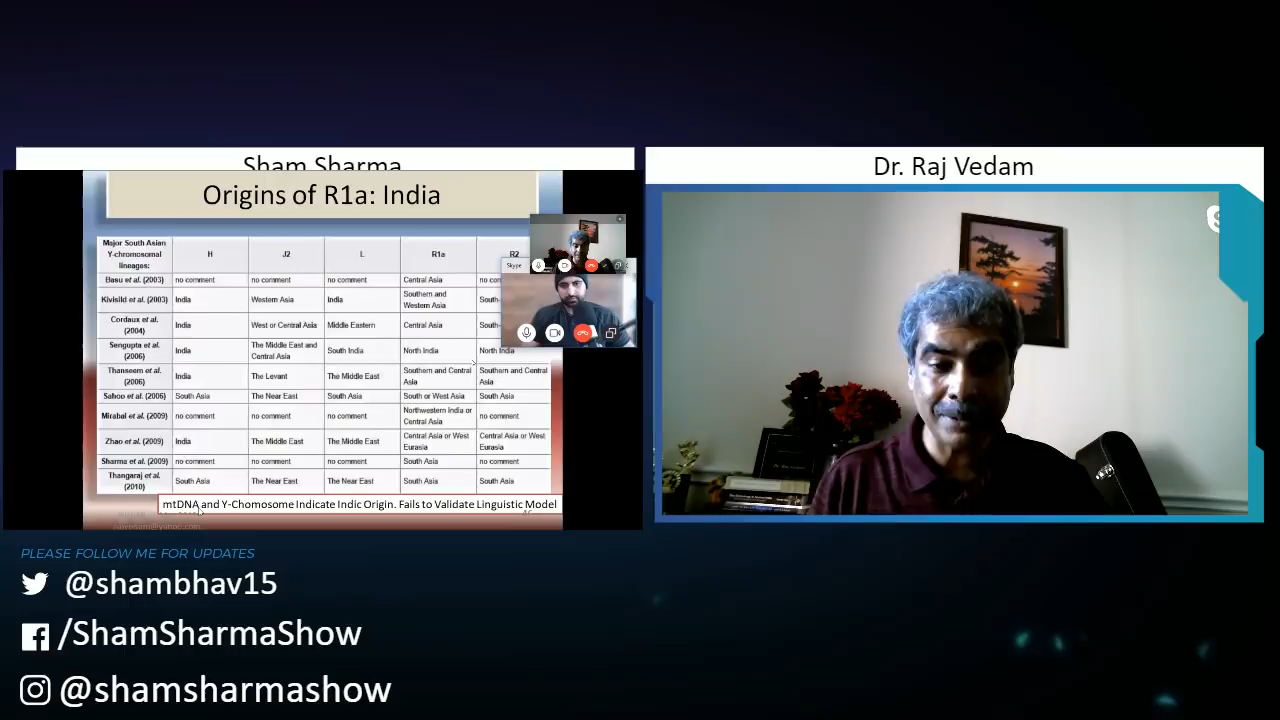 Sham Sharma
Dr. Raj Vedam
Origins of R1a: India
Major South Asian
Y-chromosomal
lineages:
H
J2
L
R1a
R2
Basu et al. (2003)
no comment
no comment
no comment
Central Asia
Kivisild et al. (2003)
India
Western Asia
India
Southern and
Western Asia
Cordaux et al.
(2004)
India
West or Central Asia
Middle Eastern
Central Asia
Sengupta et al.
(2006)
India
The Middle East and
Central Asia
South India
North India
North India
Thanseem et al.
(2006)
India
The Levant
The Middle East
Southern and Central
Asia
Southern and Central
Asia
Sahoo et al. (2006)
South Asia
The Near East
South Asia
South or West Asia
South Asia
Mirabal et al. (2009)
no comment
no comment
no comment
Northwestern India or
Central Asia
no comment
Zhao et al. (2009)
India
The Middle East
The Middle East
Central Asia or West
Eurasia
Central Asia or West
Eurasia
Sharma et al. (2009)
no comment
no comment
no comment
South Asia
no comment
Thangaraj et al.
(2010)
South Asia
The Near East
The Near East
South Asia
South Asia
mtDNA and Y-Chomosome Indicate Indic Origin. Fails to Validate Linguistic Model
Skype
PLEASE FOLLOW ME FOR UPDATES
@shambhav15
/ShamSharmaShow
@shamsharmashow